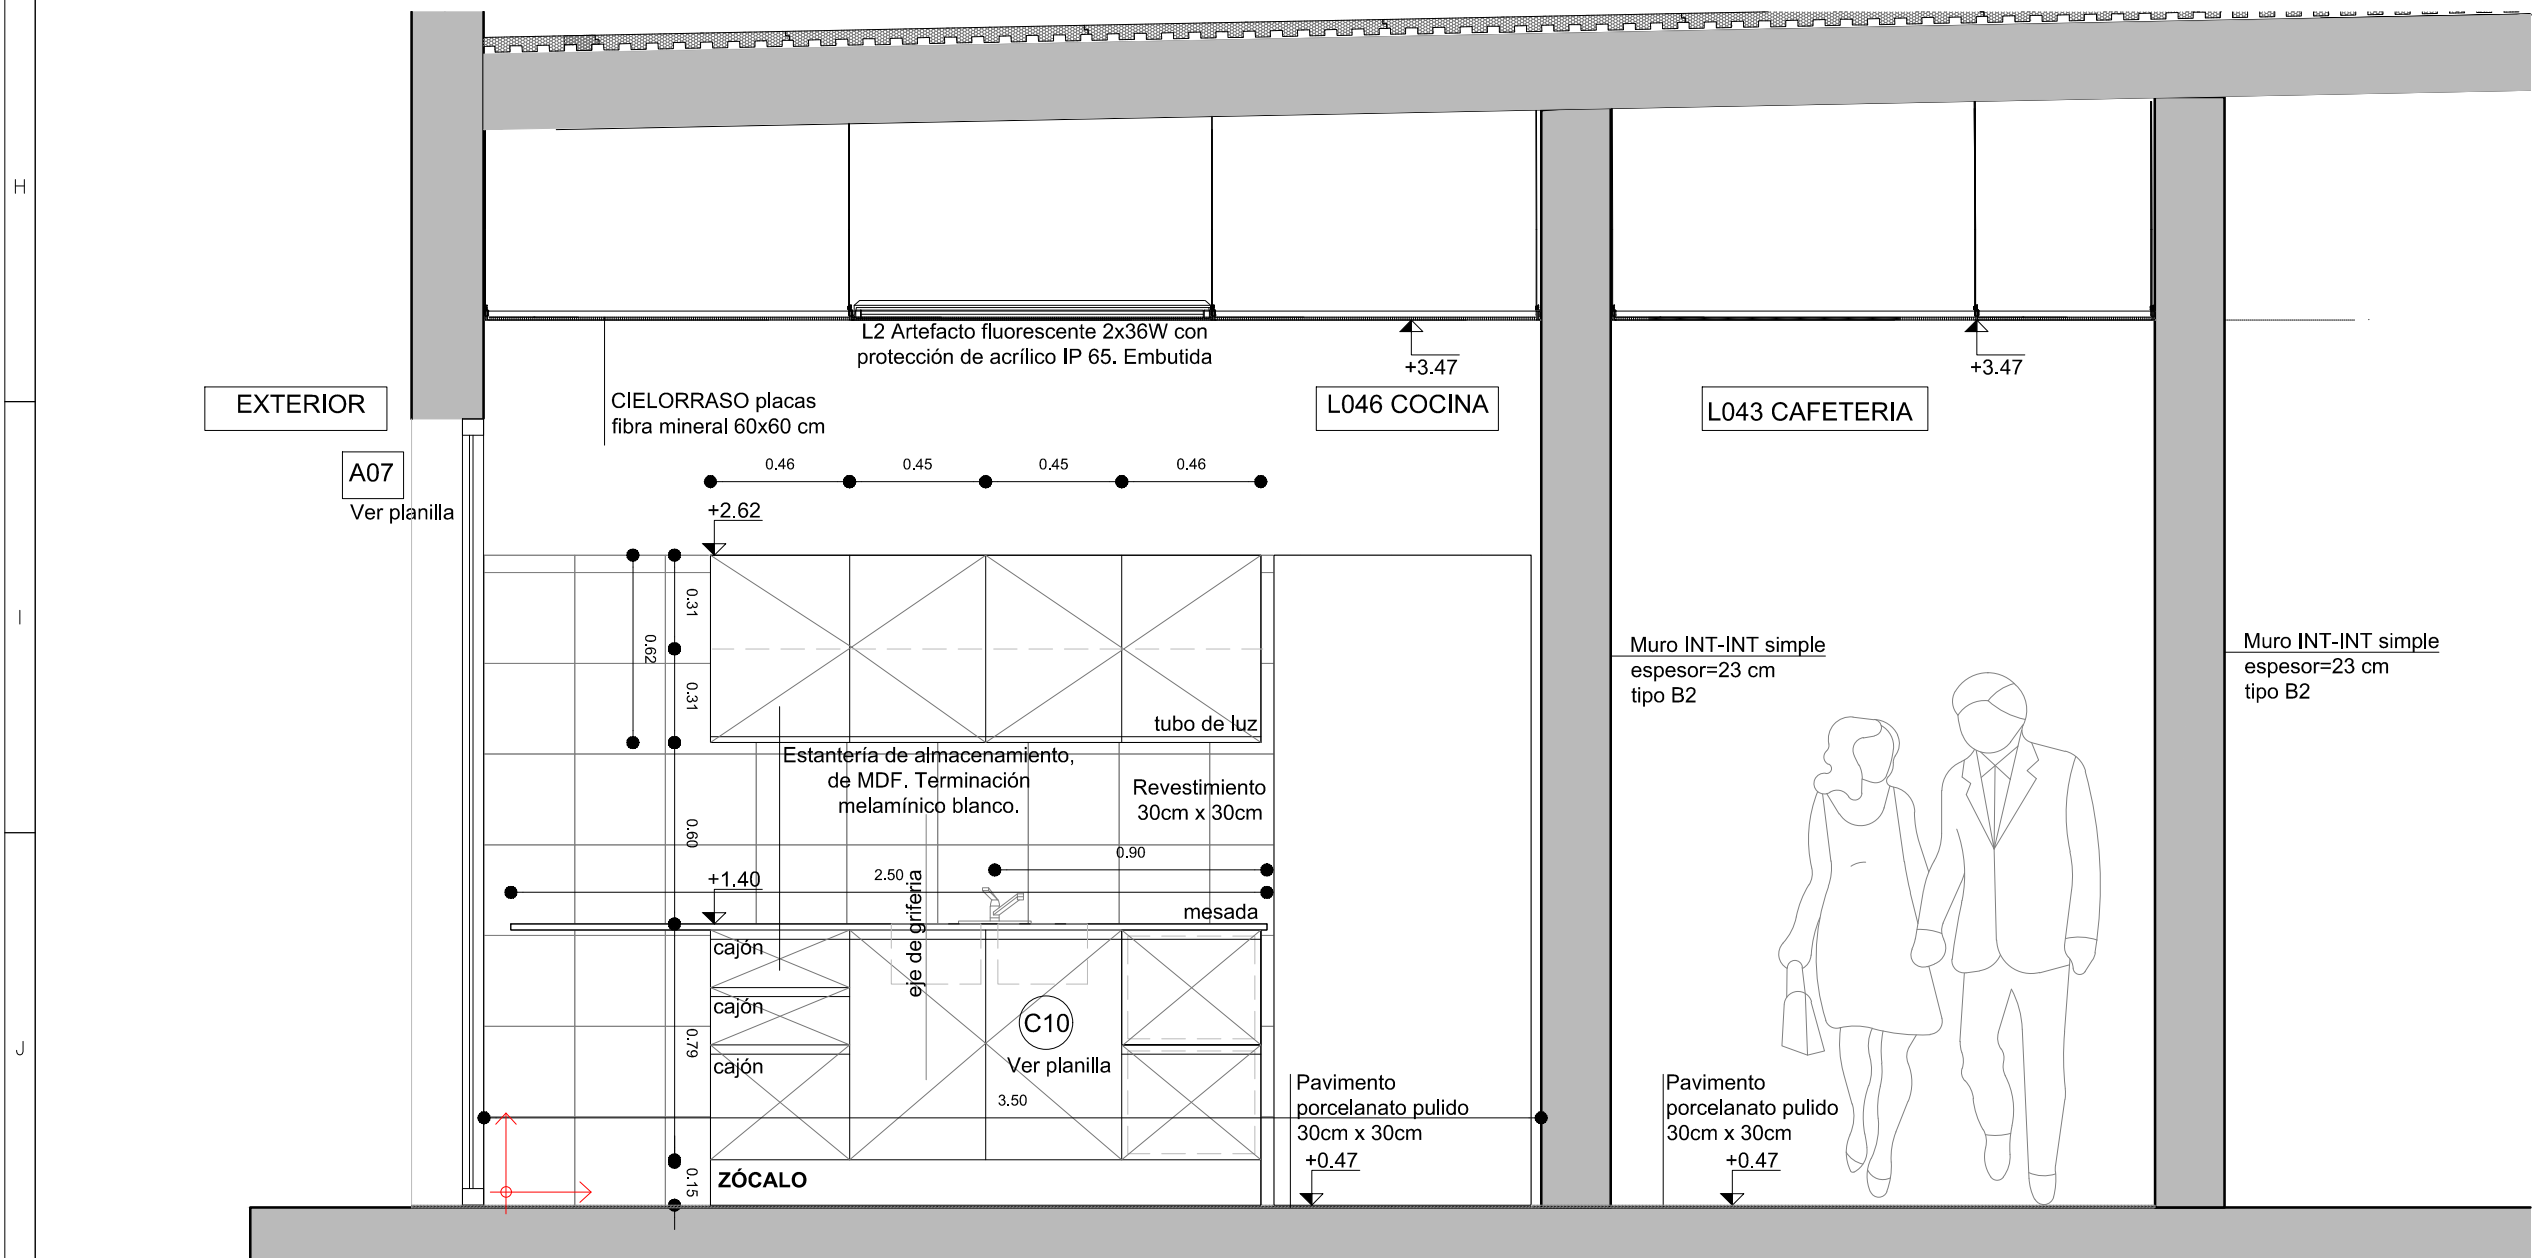 H
I
J
L2 Artefacto fluorescente 2x36W con
protección de acrílico IP 65. Embutida
+3.47
+3.47
EXTERIOR
CIELORRASO placas
fibra mineral 60x60 cm
L046 COCINA
L043 CAFETERIA
A07
Ver planilla
0.46
0.45
0.45
0.46
+2.62
0.31
0.62
0.31
tubo de luz
Estantería de almacenamiento,
de MDF. Terminación
melamínico blanco.
Revestimiento
30cm x 30cm
Muro INT-INT simple
espesor=23 cm
tipo B2
Muro INT-INT simple
espesor=23 cm
tipo B2
0.60
0.90
2.50
+1.40
mesada
eje de griferia
cajón
cajón
cajón
0.79
C10
Ver planilla
3.50
Pavimento
porcelanato pulido
30cm x 30cm
+0.47
Pavimento
porcelanato pulido
30cm x 30cm
+0.47
0.15
ZÓCALO